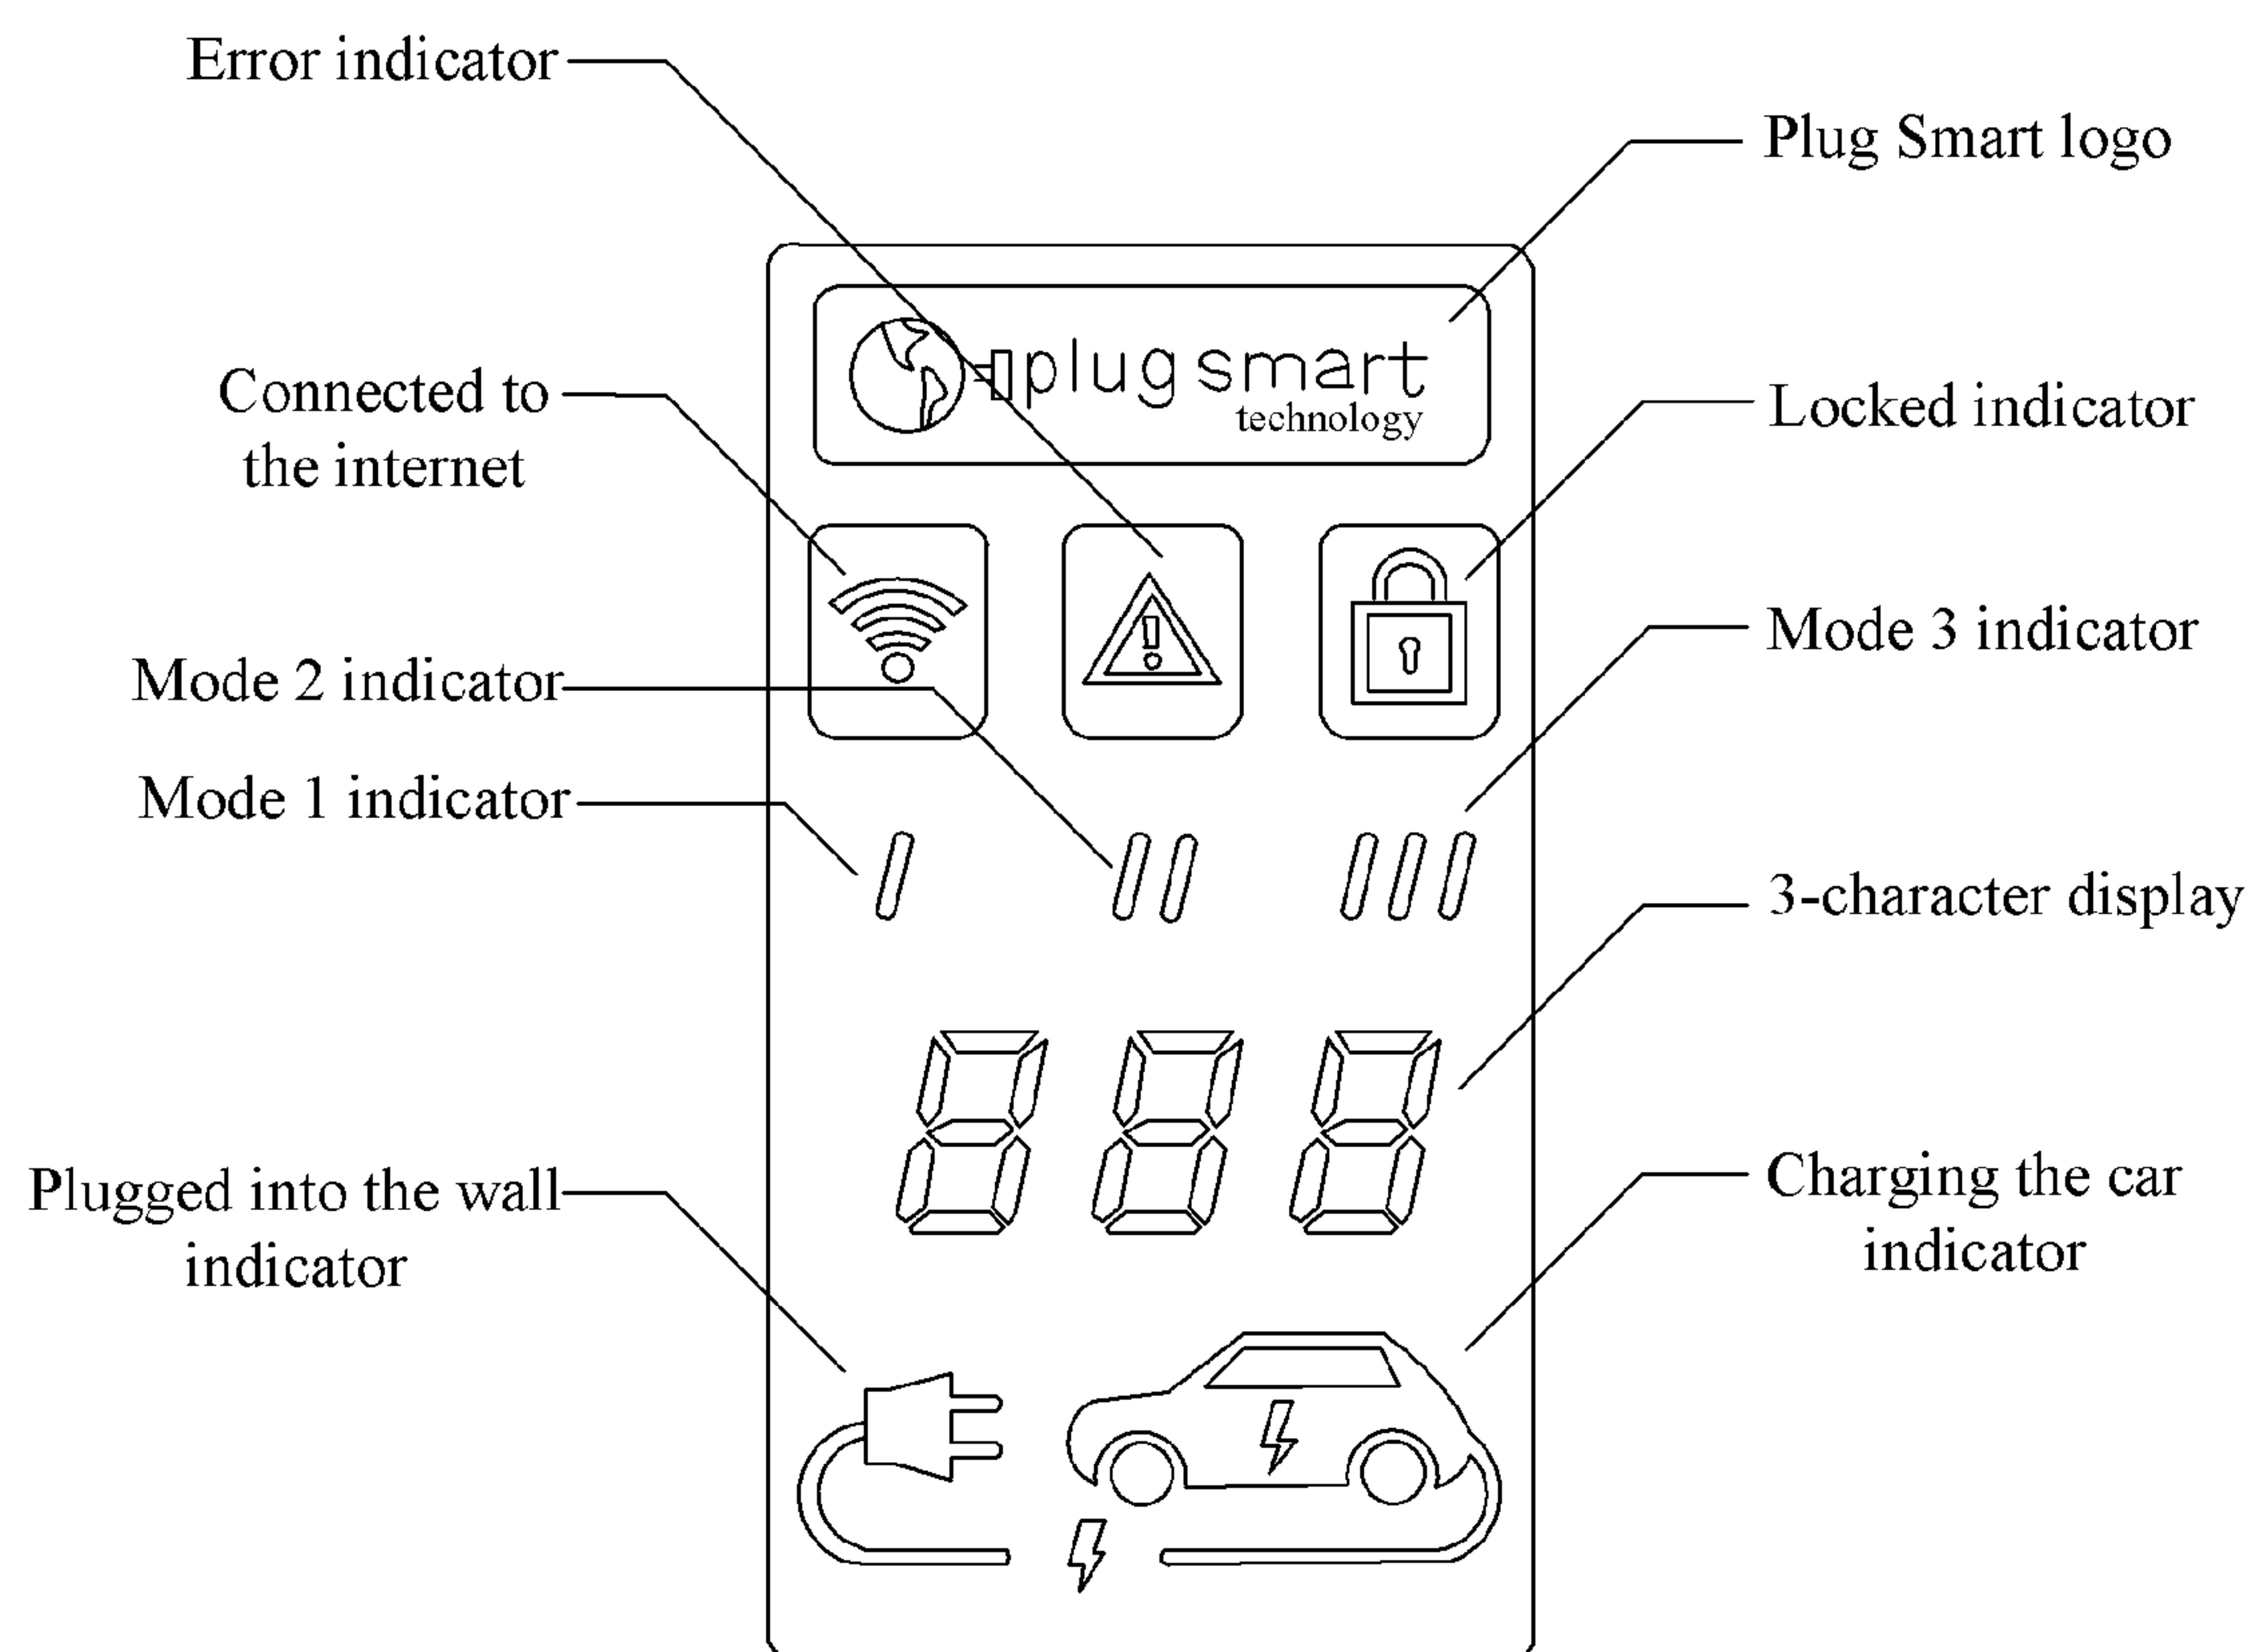 Error indicator
Plug Smart logo
plug smart
technology
Connected to
the internet
Locked indicator
Mode 2 indicator
Mode 3 indicator
Mode 1 indicator
3-character display
Plugged into the wall
indicator
Charging the car
indicator